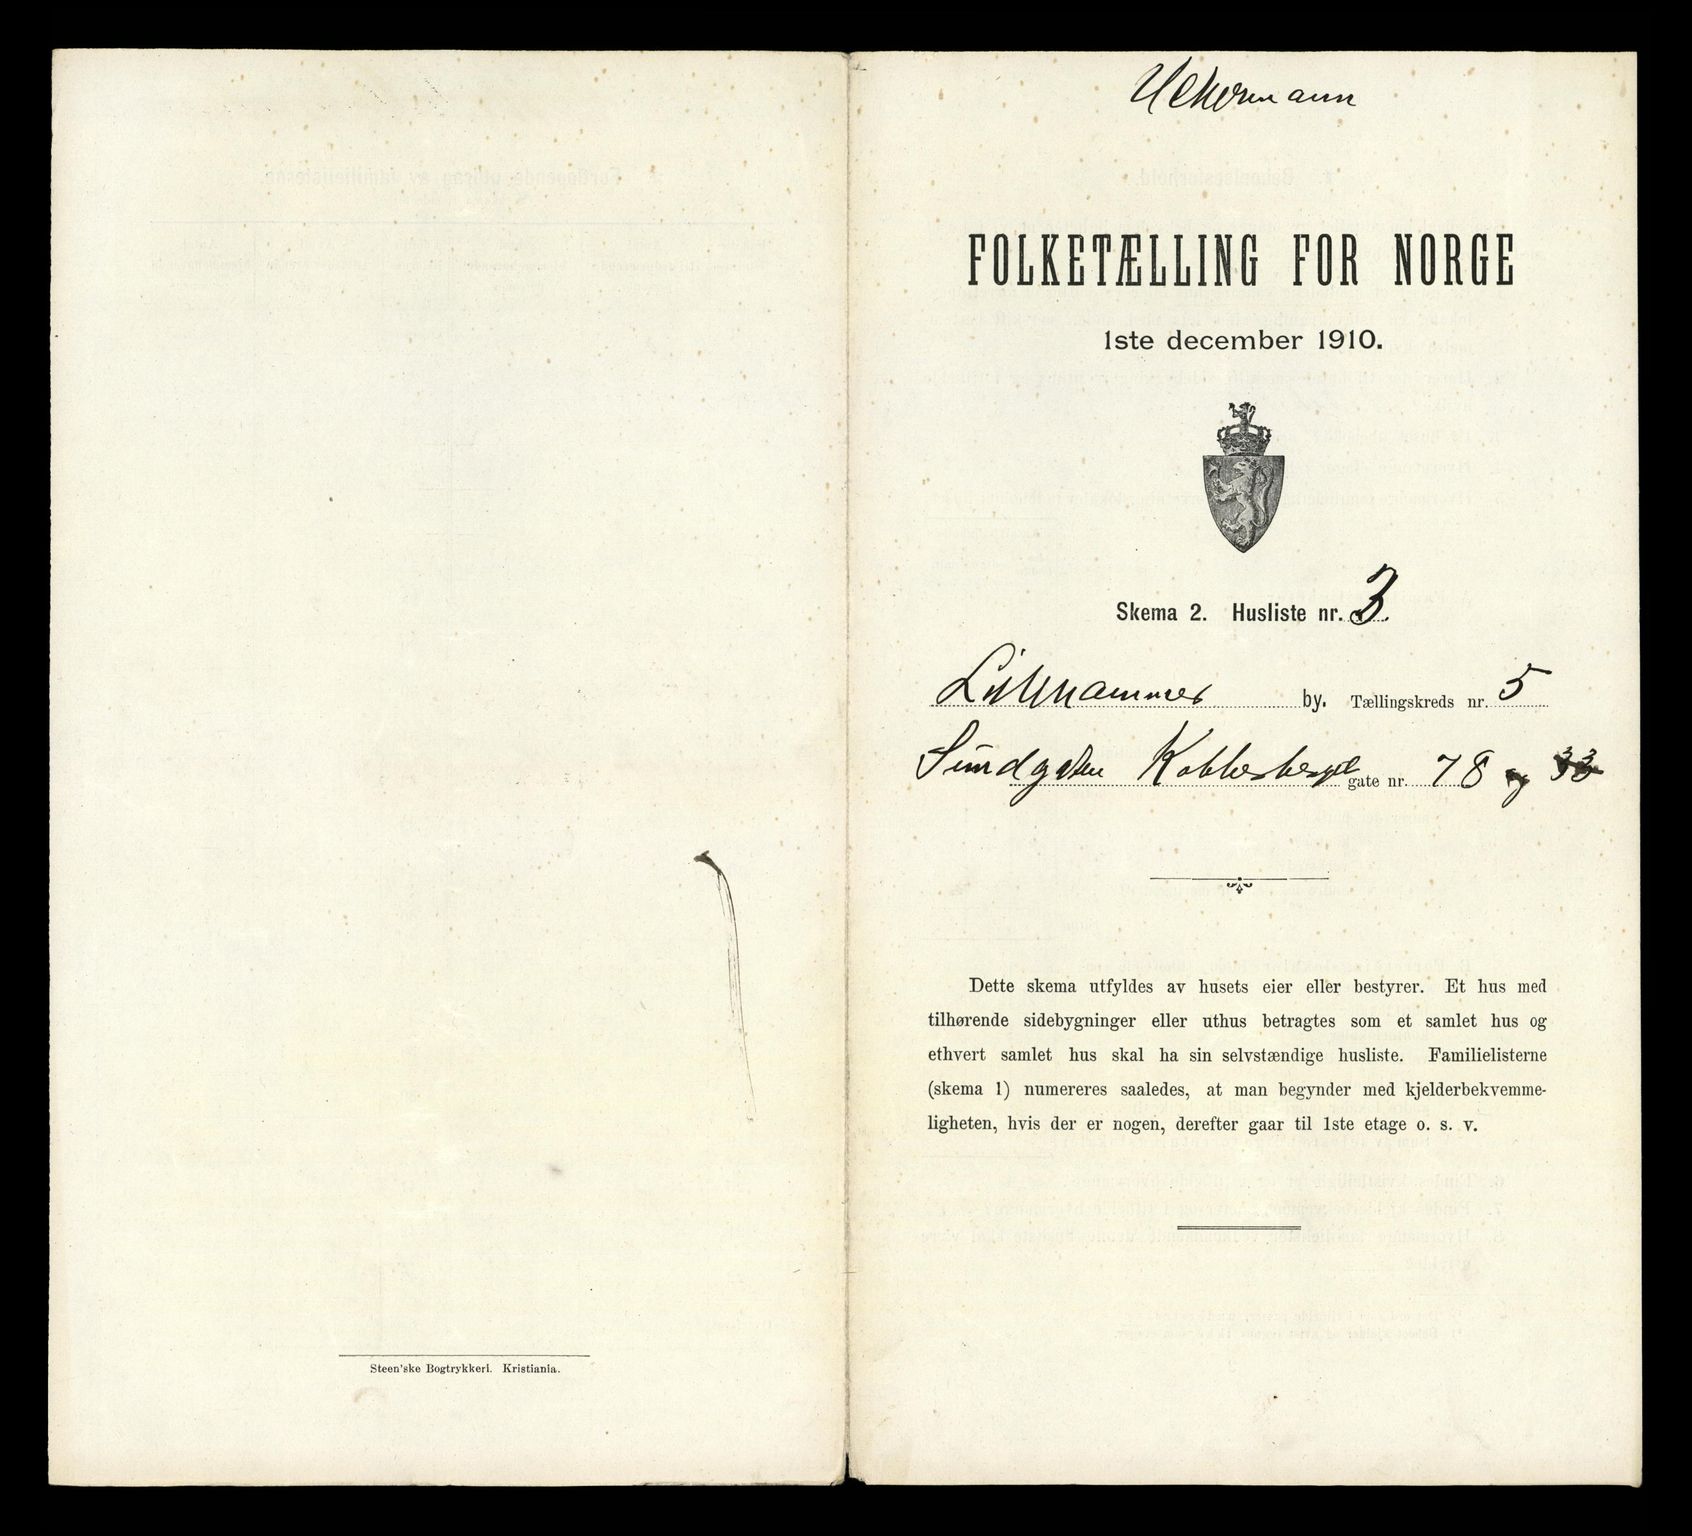 Uckermann
FOLKETÆLLING FOR NORGE
1ste december 1910.
Skema 2. Husliste nr. 3
Lillehammer by. Tællingskreds nr. 5
gate nr. 78 og 33
Dette skema utfyldes av husets eier eller bestyrer. Et hus med
tilhørende sidebygninger eller uthus betragtes som et samlet hus og
ethvert samlet hus skal ha sin selvstændige husliste. Familielisterne
(skema 1) numereres saaledes, at man begynder med kjelderbekvemme-
ligheten, hvis der er nogen, derefter gaar til 1ste etage o. s. v.
Steen'ske Bogtrykkeri. Kristiania.